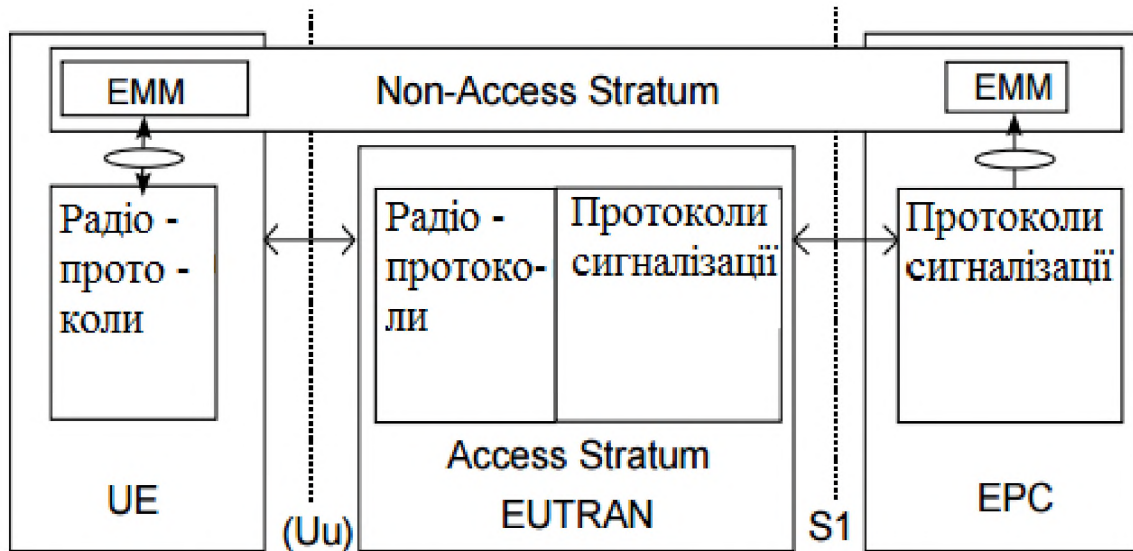 EMM
Non-Access Stratum
EMM
Радіо -
прото -
коли
Радіо
протоко-
ли
Протоколи
сигналізації
Протоколи
сигналізації
Access Stratum
EUTRAN
UE
(Uu)
S1
EPC